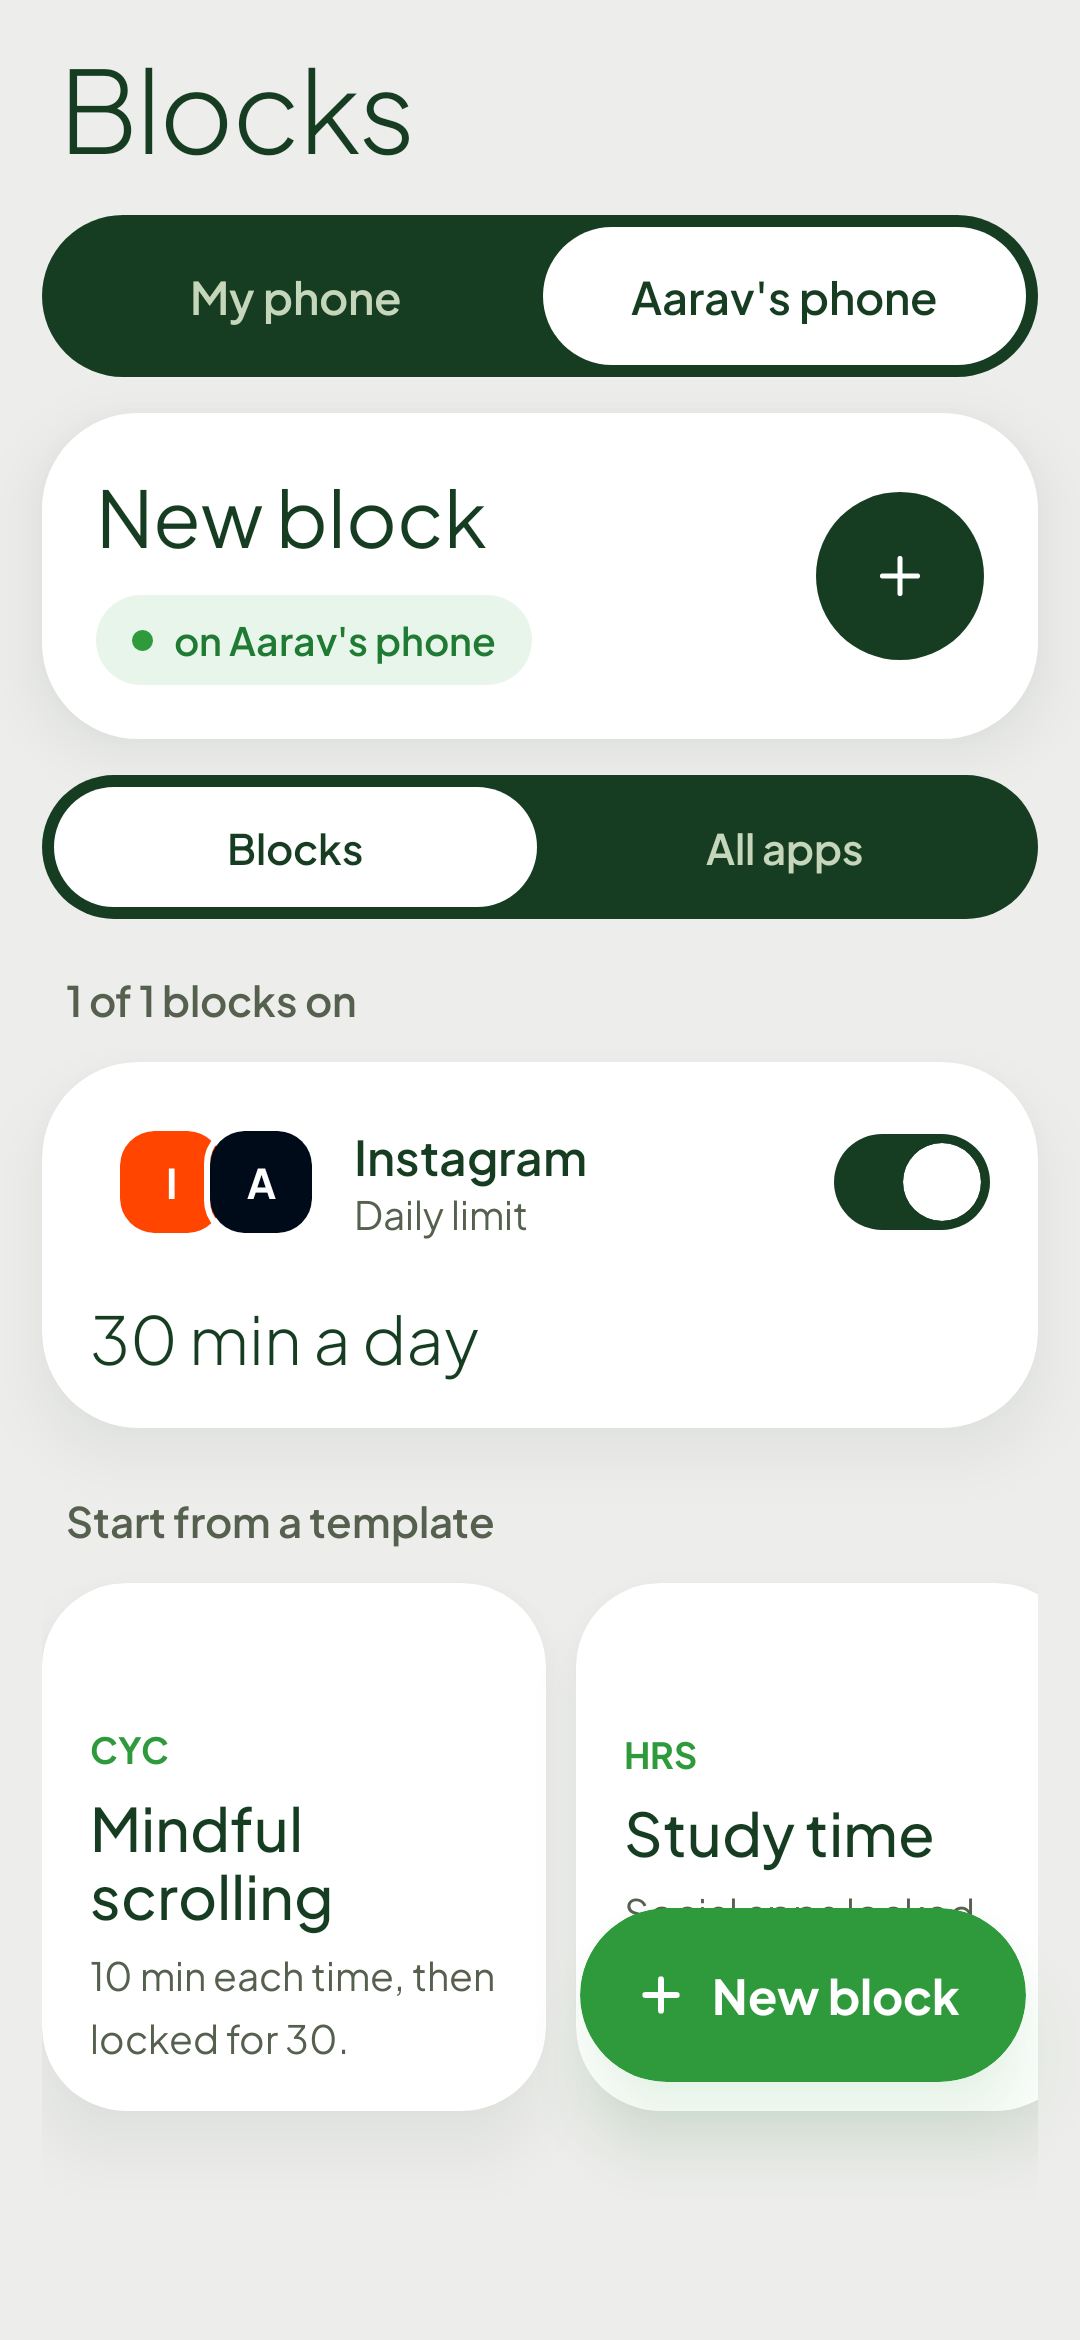 Blocks
My phone
Aarav's phone
New block
on Aarav's phone
Blocks
All apps
1 of 1 blocks on
I
A
Instagram
Daily limit
30 min a day
Start from a template
CYC
Mindful
scrolling
10 min each time, then
locked for 30.
HRS
Study time
New block